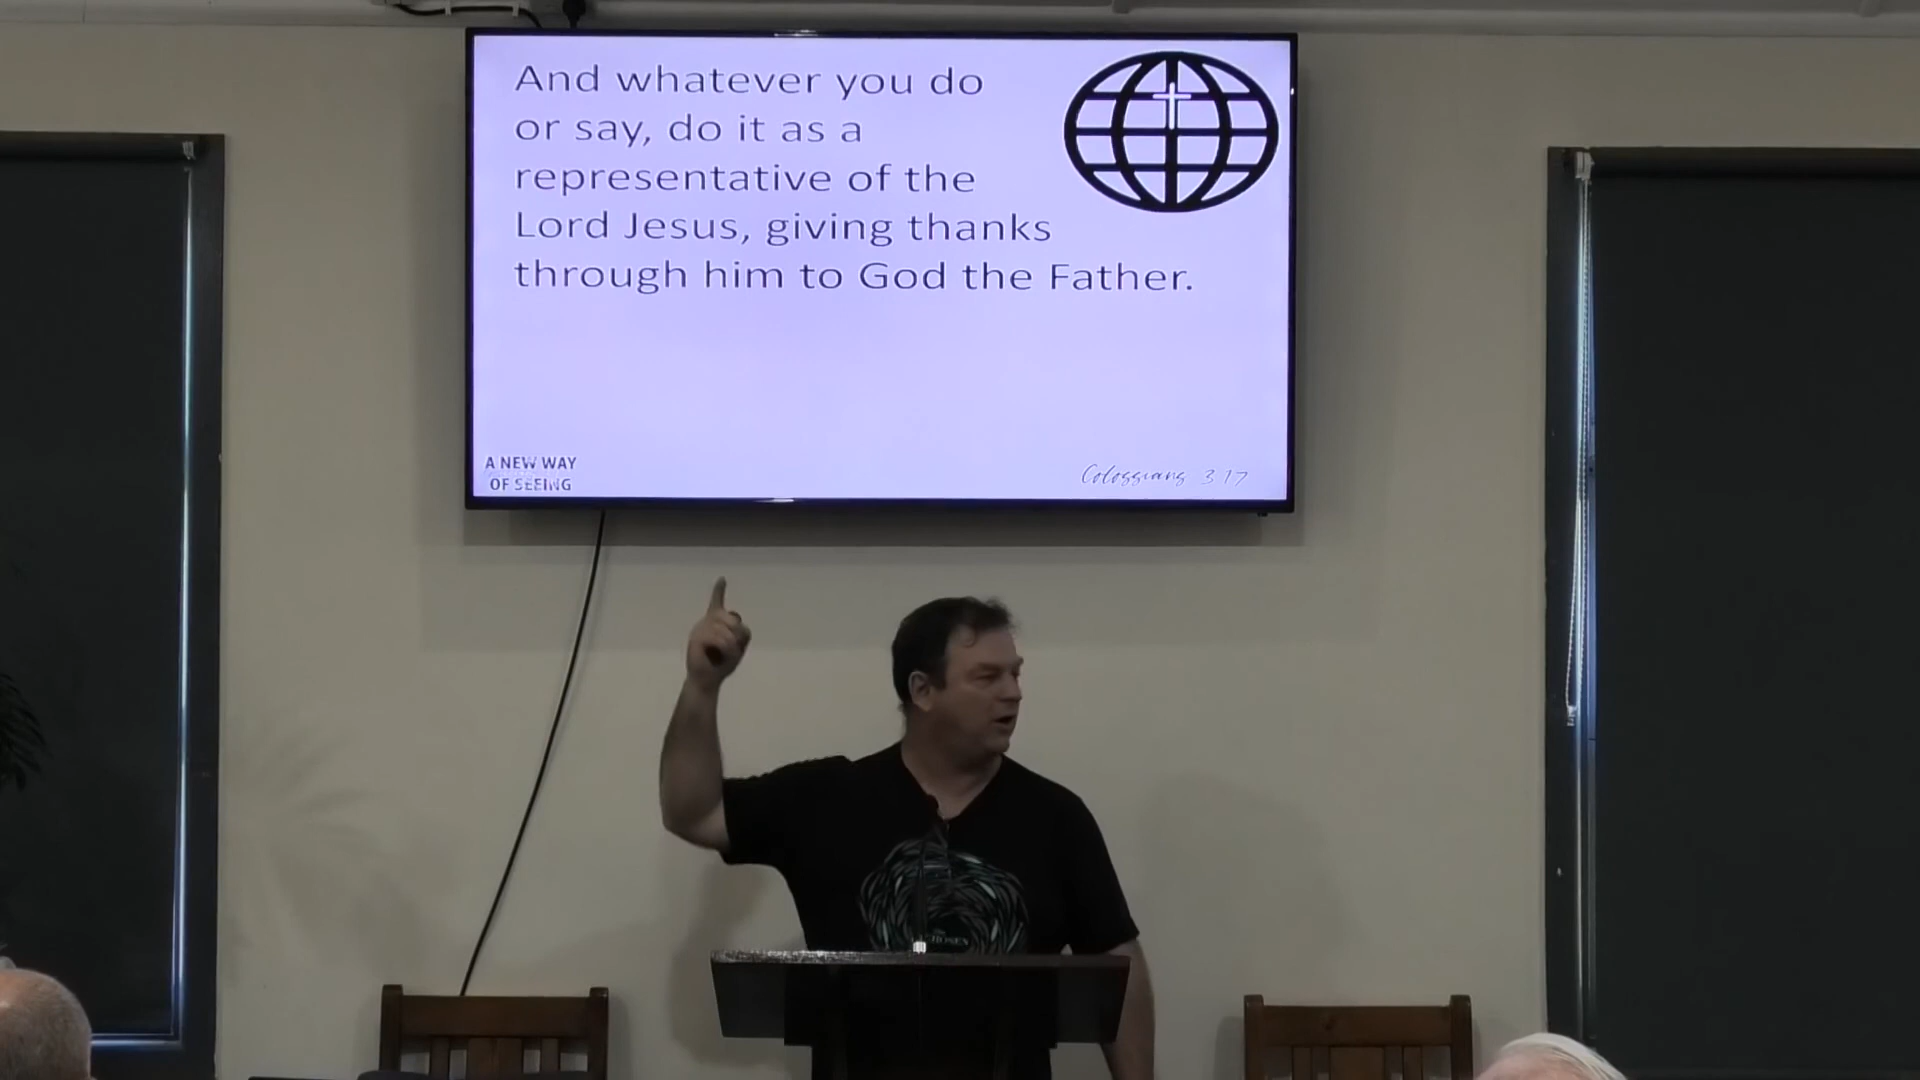 And whatever you do
or say, do it as a
representative of the
Lord Jesus, giving thanks
through him to God the Father.
A NEW WAY
OF SEEING
Colossians 3 17
CHOSEN